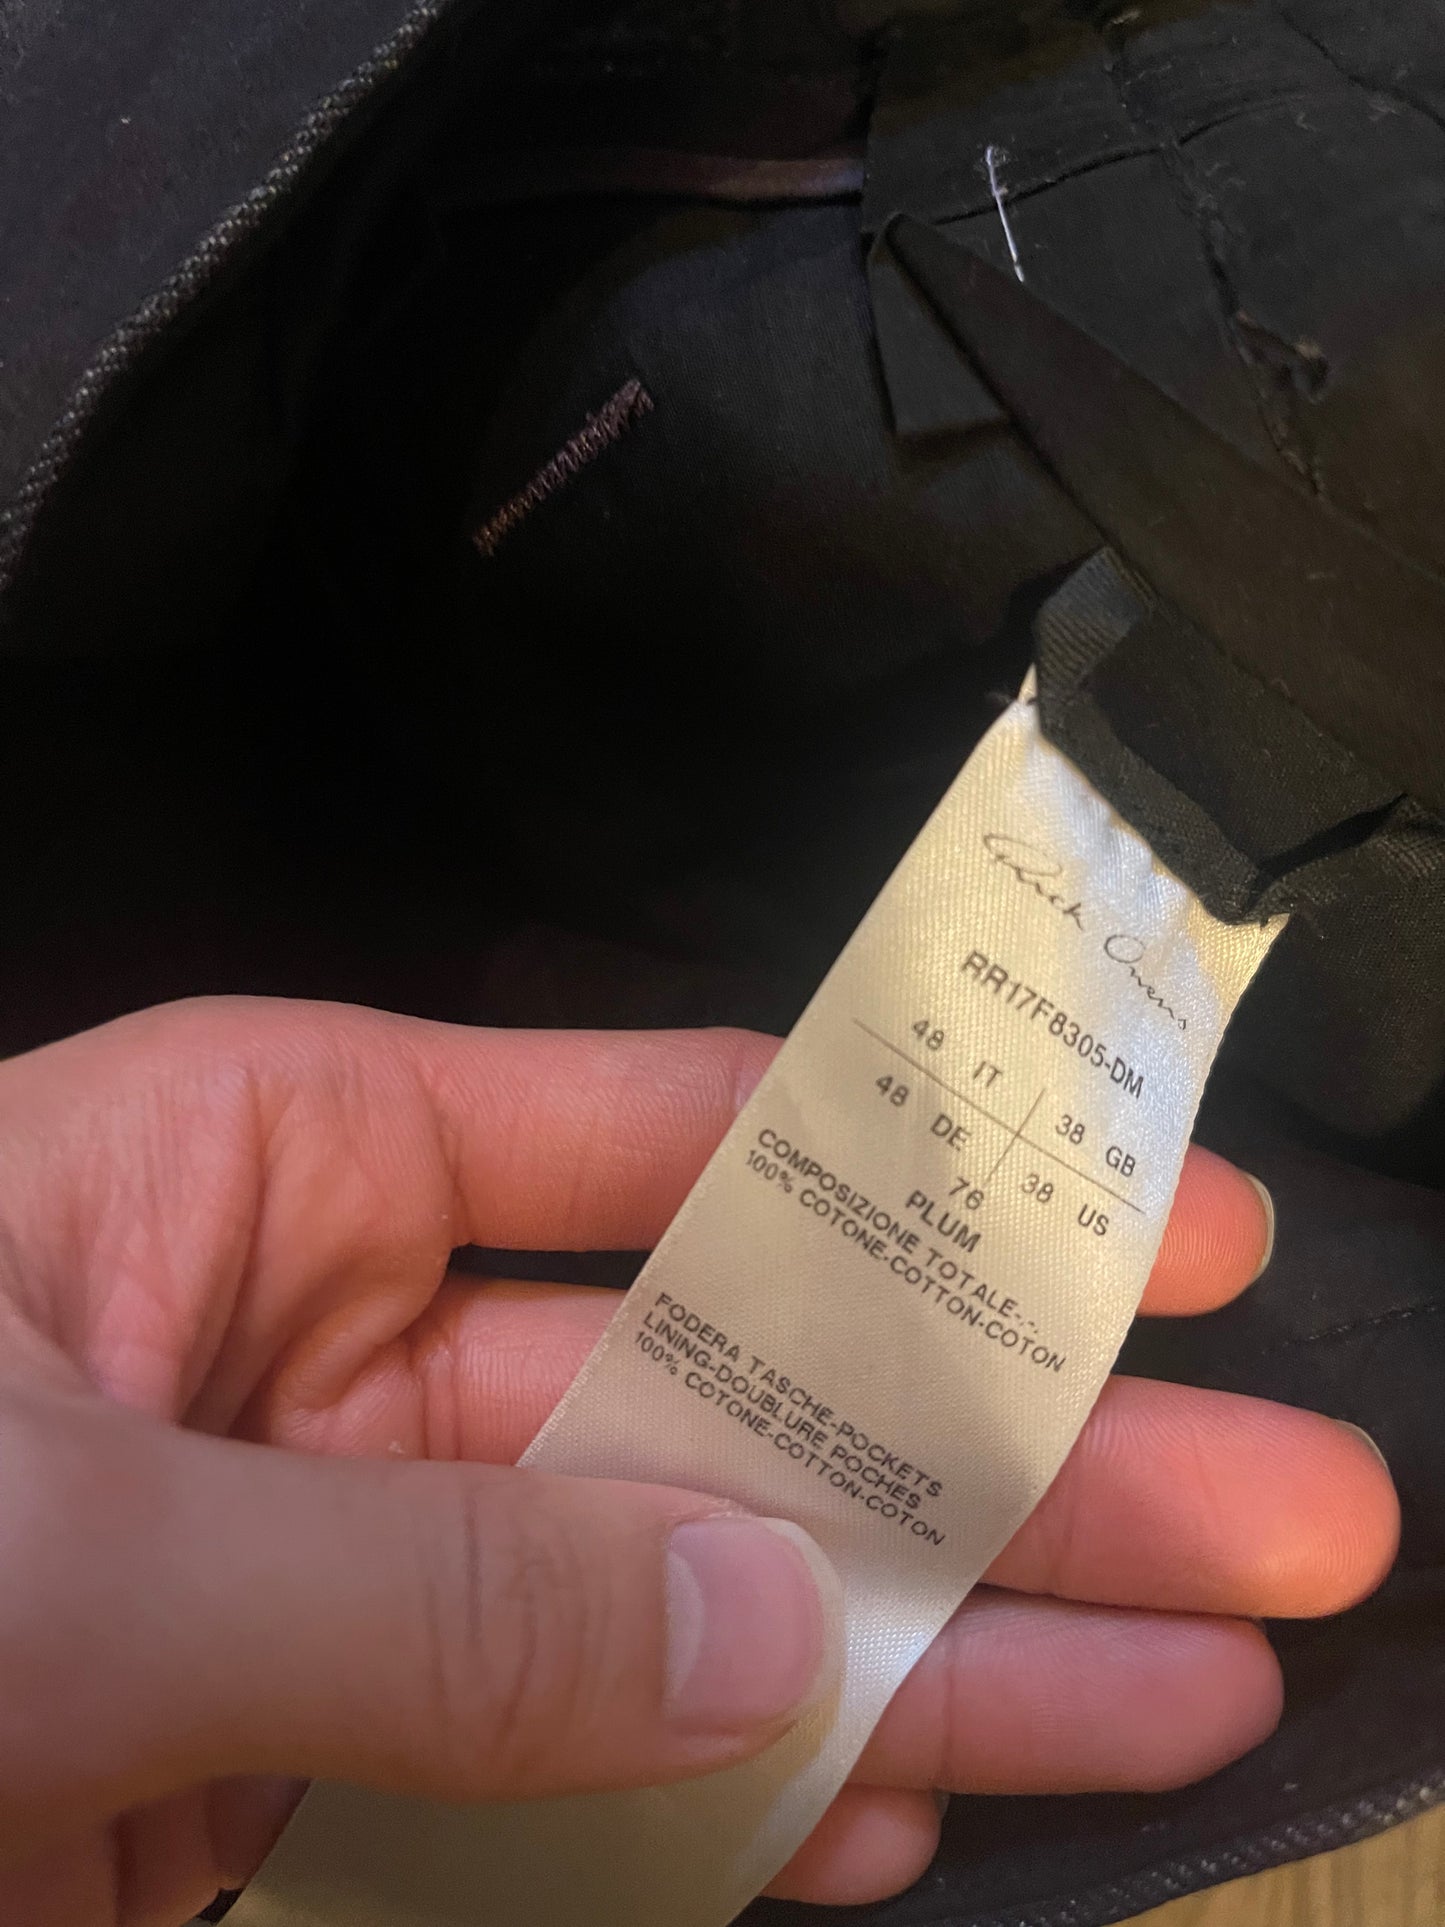 Rick Owens
RR17F8305-DM
48 IT 38 GB
48 DE 38 US
76
PLUM
COMPOSIZIONE TOTALE-..
100% COTONE-COTTON-COTON
FODERA TASCHE-POCKETS
LINING-DOUBLURE POCHES
100% COTONE-COTTON-COTON